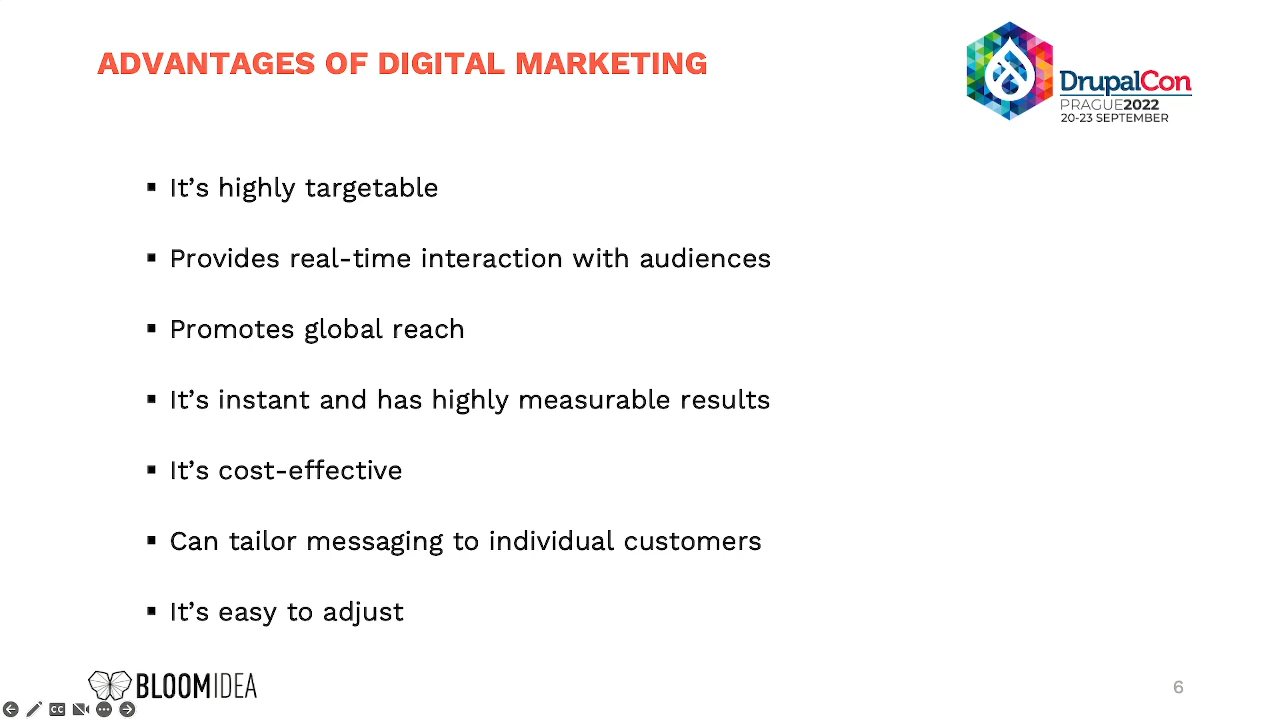 ADVANTAGES OF DIGITAL MARKETING
DrupalCon
PRAGUE2022
20-23 SEPTEMBER
▪ It’s highly targetable
▪ Provides real-time interaction with audiences
▪ Promotes global reach
▪ It’s instant and has highly measurable results
▪ It’s cost-effective
▪ Can tailor messaging to individual customers
▪ It’s easy to adjust
BLOOMIDEA
6
CC